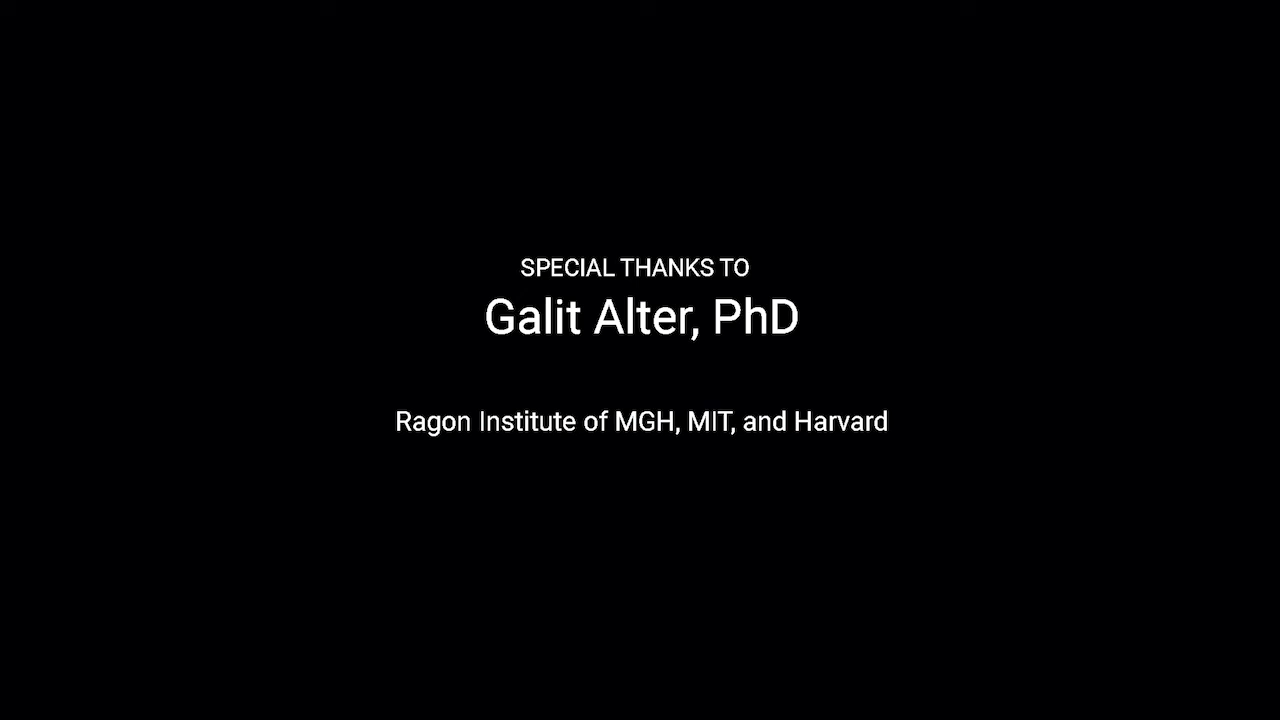 SPECIAL THANKS TO
Galit Alter, PhD
Ragon Institute of MGH, MIT, and Harvard